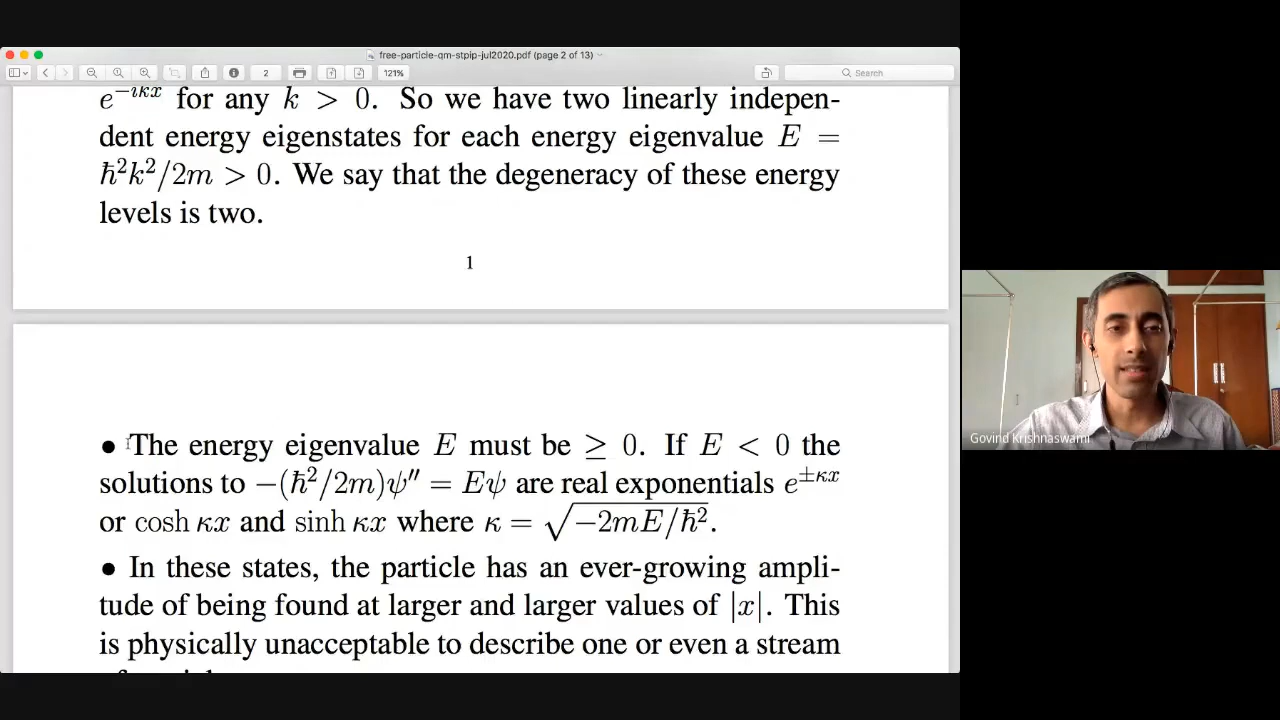 free-particle-qm-stpip-jul2020.pdf (page 2 of 13)
2
121%
Search
e^{-ikx} for any k > 0. So we have two linearly indepen-
dent energy eigenstates for each energy eigenvalue E =
ħ²k²/2m > 0. We say that the degeneracy of these energy
levels is two.
1
• The energy eigenvalue E must be ≥ 0. If E < 0 the
solutions to −(ħ²/2m)ψ″ = Eψ are real exponentials e^{±κx}
or cosh κx and sinh κx where κ = √(−2mE/ħ²).
• In these states, the particle has an ever-growing ampli-
tude of being found at larger and larger values of |x|. This
is physically unacceptable to describe one or even a stream
Govind Krishnaswami